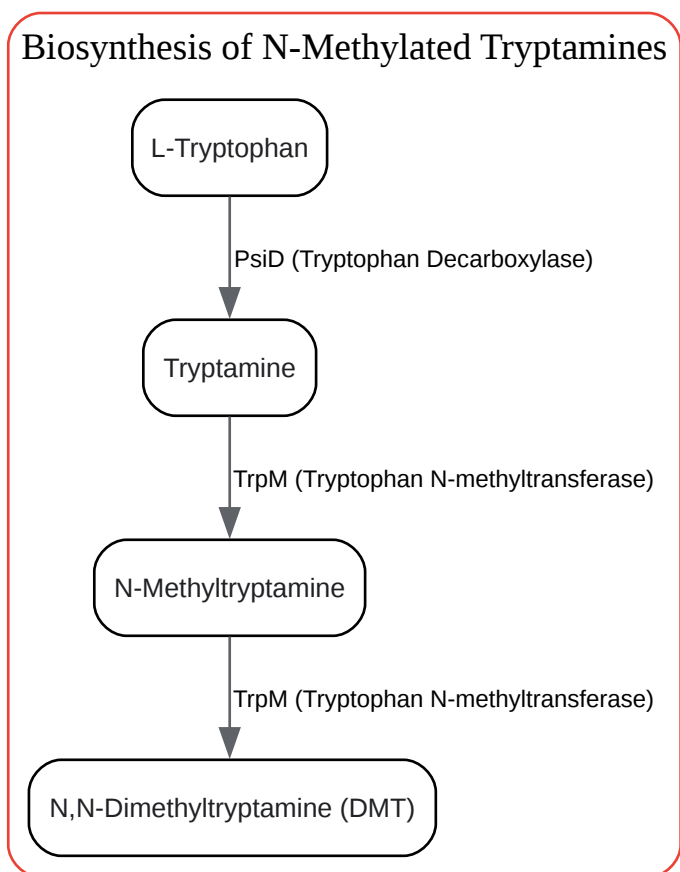 Biosynthesis of N-Methylated Tryptamines
L-Tryptophan
PsiD (Tryptophan Decarboxylase)
Tryptamine
TrpM (Tryptophan N-methyltransferase)
N-Methyltryptamine
TrpM (Tryptophan N-methyltransferase)
N,N-Dimethyltryptamine (DMT)